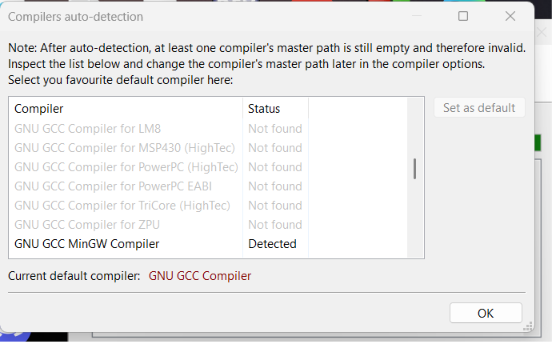 Compilers auto-detection
Note: After auto-detection, at least one compiler's master path is still empty and therefore invalid.
Inspect the list below and change the compiler's master path later in the compiler options.
Select you favourite default compiler here:
Compiler Status
Set as default
GNU GCC Compiler for LM8 Not found
GNU GCC Compiler for MSP430 (HighTec) Not found
GNU GCC Compiler for PowerPC (HighTec) Not found
GNU GCC Compiler for PowerPC EABI Not found
GNU GCC Compiler for TriCore (HighTec) Not found
GNU GCC Compiler for ZPU Not found
GNU GCC MinGW Compiler Detected
Current default compiler: GNU GCC Compiler
OK